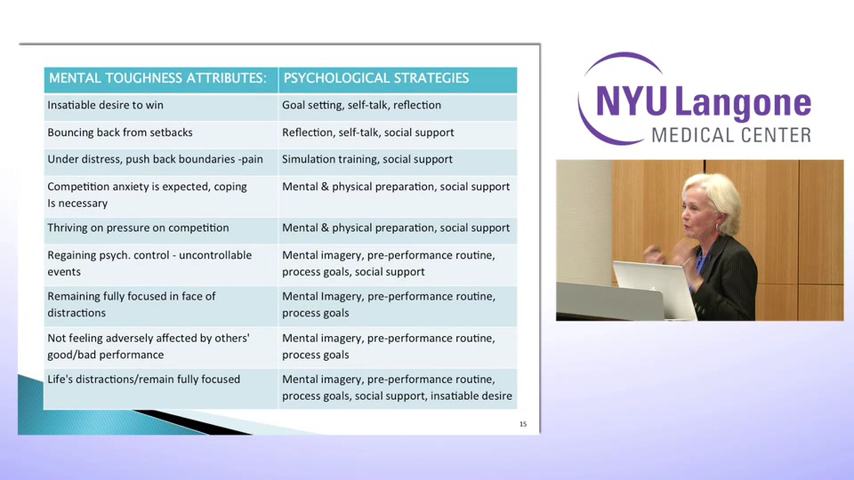 MENTAL TOUGHNESS ATTRIBUTES: PSYCHOLOGICAL STRATEGIES
Insatiable desire to win Goal setting, self-talk, reflection
Bouncing back from setbacks Reflection, self-talk, social support
Under distress, push back boundaries -pain Simulation training, social support
Competition anxiety is expected, coping Mental & physical preparation, social support
Is necessary
Thriving on pressure on competition Mental & physical preparation, social support
Regaining psych. control - uncontrollable Mental imagery, pre-performance routine,
events process goals, social support
Remaining fully focused in face of Mental Imagery, pre-performance routine,
distractions process goals
Not feeling adversely affected by others' Mental imagery, pre-performance routine,
good/bad performance process goals
Life's distractions/remain fully focused Mental imagery, pre-performance routine,
process goals, social support, insatiable desire
15
NYU Langone
MEDICAL CENTER